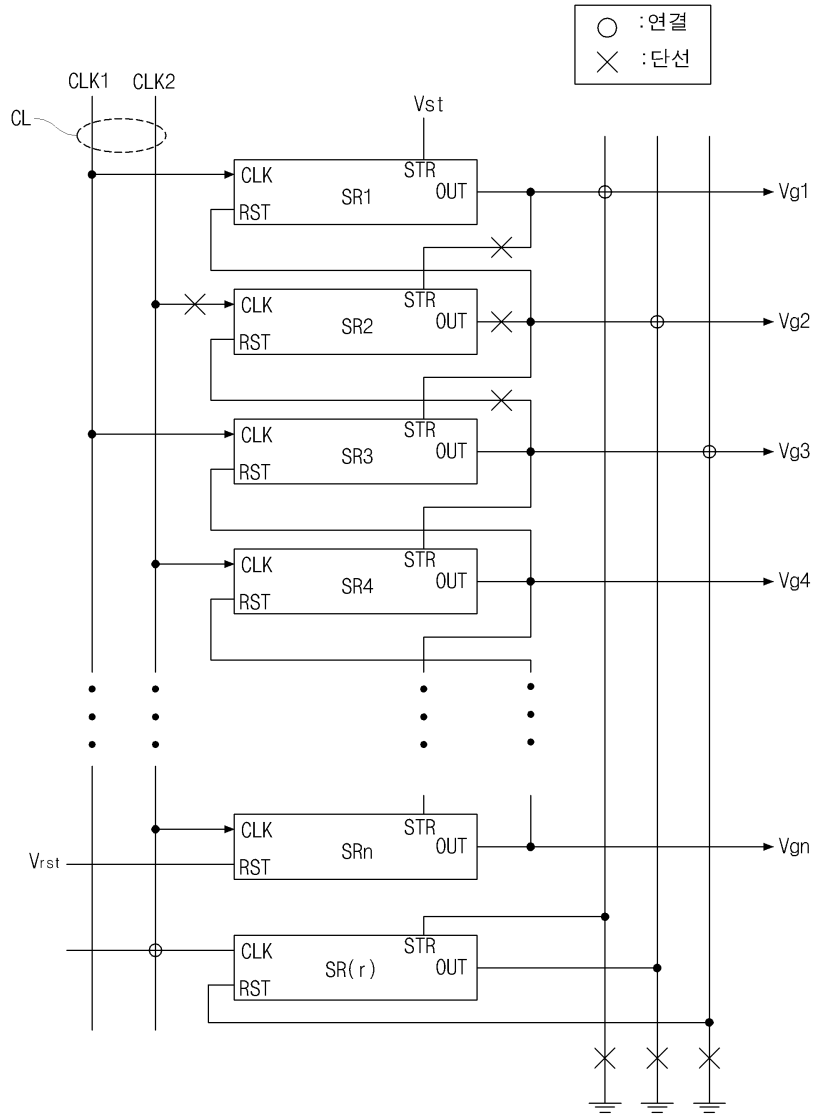 :연결
:단선
CLK1 CLK2
CL
Vst
CLK STR
RST SR1 OUT Vg1
CLK STR
RST SR2 OUT Vg2
CLK STR
RST SR3 OUT Vg3
CLK STR
RST SR4 OUT Vg4
CLK STR
Vrst RST SRn OUT Vgn
CLK STR
RST SR(r) OUT